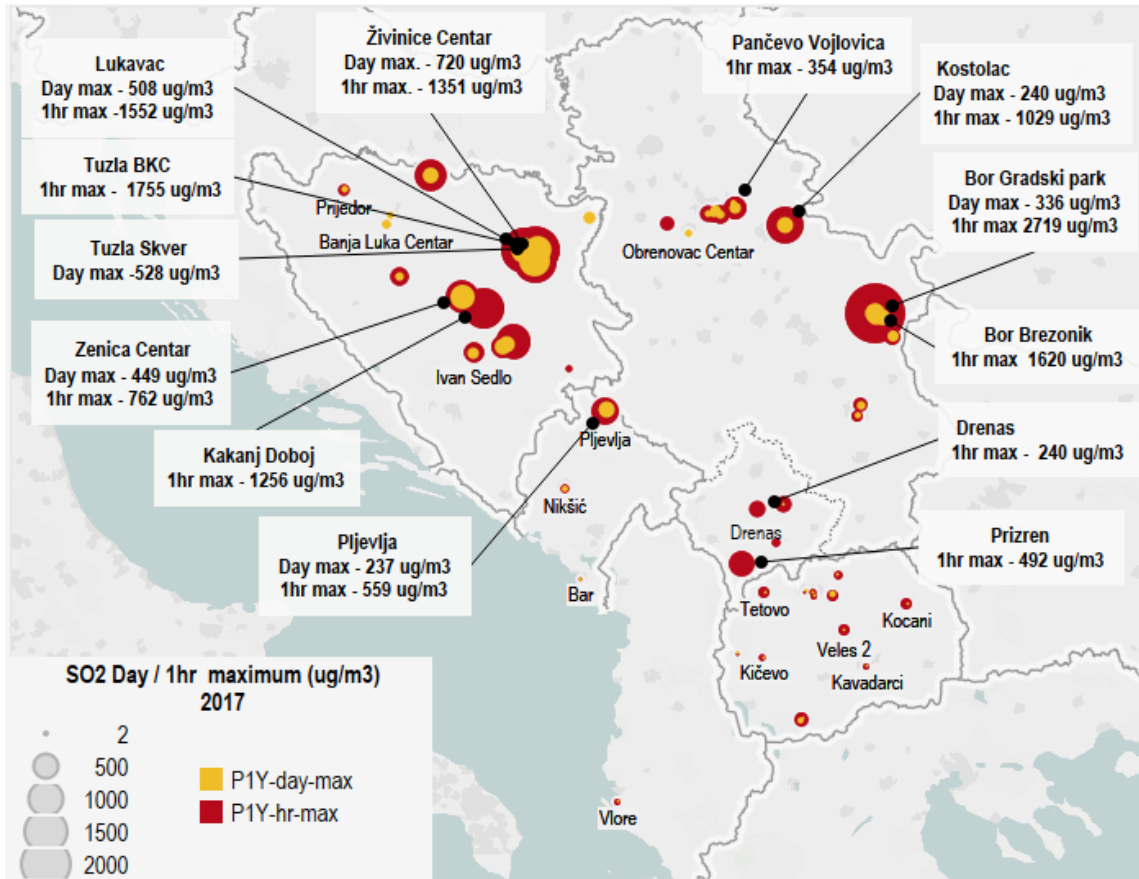 Živinice Centar
Day max. - 720 ug/m3
1hr max. - 1351 ug/m3
Pančevo Vojlovica
1hr max - 354 ug/m3
Lukavac
Day max - 508 ug/m3
1hr max -1552 ug/m3
Kostolac
Day max - 240 ug/m3
1hr max - 1029 ug/m3
Tuzla BKC
1hr max - 1755 ug/m3
Bor Gradski park
Day max - 336 ug/m3
1hr max 2719 ug/m3
Prijedor
Banja Luka Centar
Obrenovac Centar
Tuzla Skver
Day max -528 ug/m3
Zenica Centar
Day max - 449 ug/m3
1hr max - 762 ug/m3
Bor Brezonik
1hr max 1620 ug/m3
Ivan Sedlo
Kakanj Doboj
1hr max - 1256 ug/m3
Pljevlja
Drenas
1hr max - 240 ug/m3
Nikšić
Drenas
Pljevlja
Day max - 237 ug/m3
1hr max - 559 ug/m3
Prizren
1hr max - 492 ug/m3
Bar
Tetovo
Kocani
Veles 2
Kičevo
Kavadarci
Vlore
SO2 Day / 1hr maximum (ug/m3)
2017
2
500
1000
1500
2000
P1Y-day-max
P1Y-hr-max